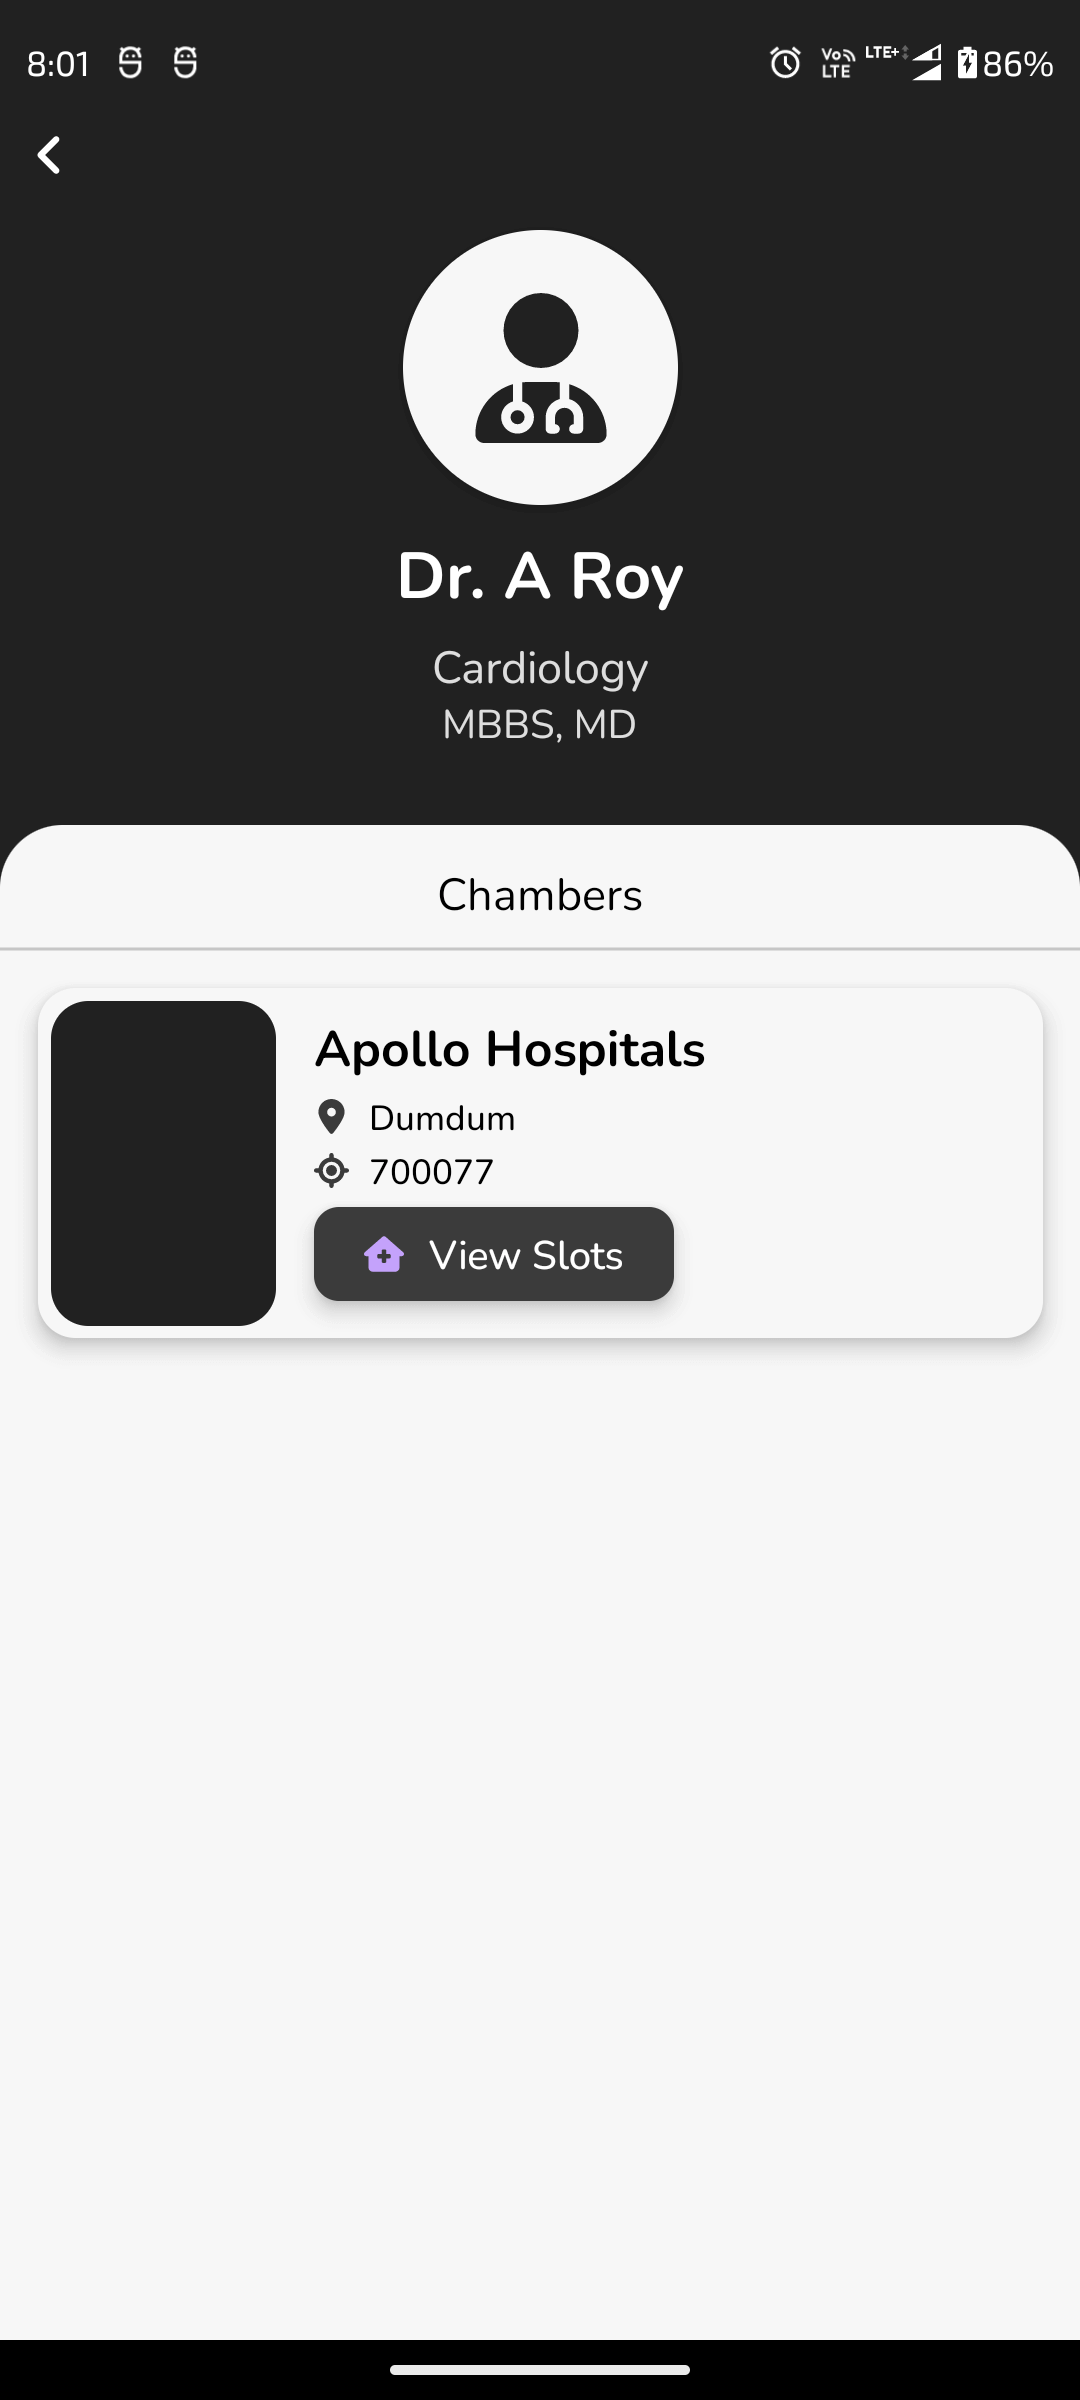 8:01 Vo LTE LTE+ 86%
Dr. A Roy
Cardiology
MBBS, MD
Chambers
Apollo Hospitals
Dumdum
700077
View Slots